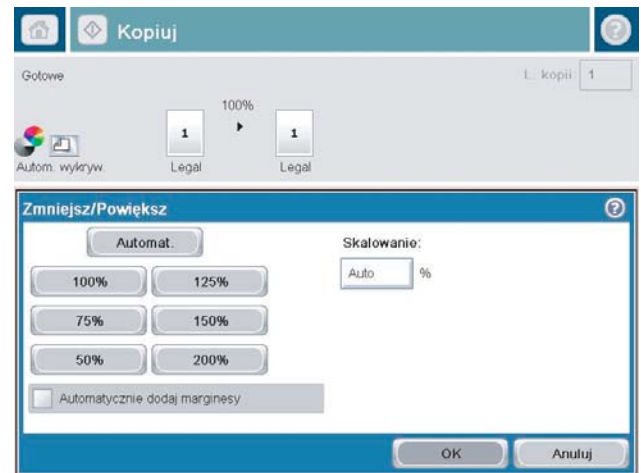 Kopiuj
?
Gotowe
L. kopii: 1
100%
1 1
Autom. wykryw. Legal Legal
Zmniejsz/Powiększ ?
Automat. Skalowanie:
100% 125% Auto %
75% 150%
50% 200%
Automatycznie dodaj marginesy
OK Anuluj